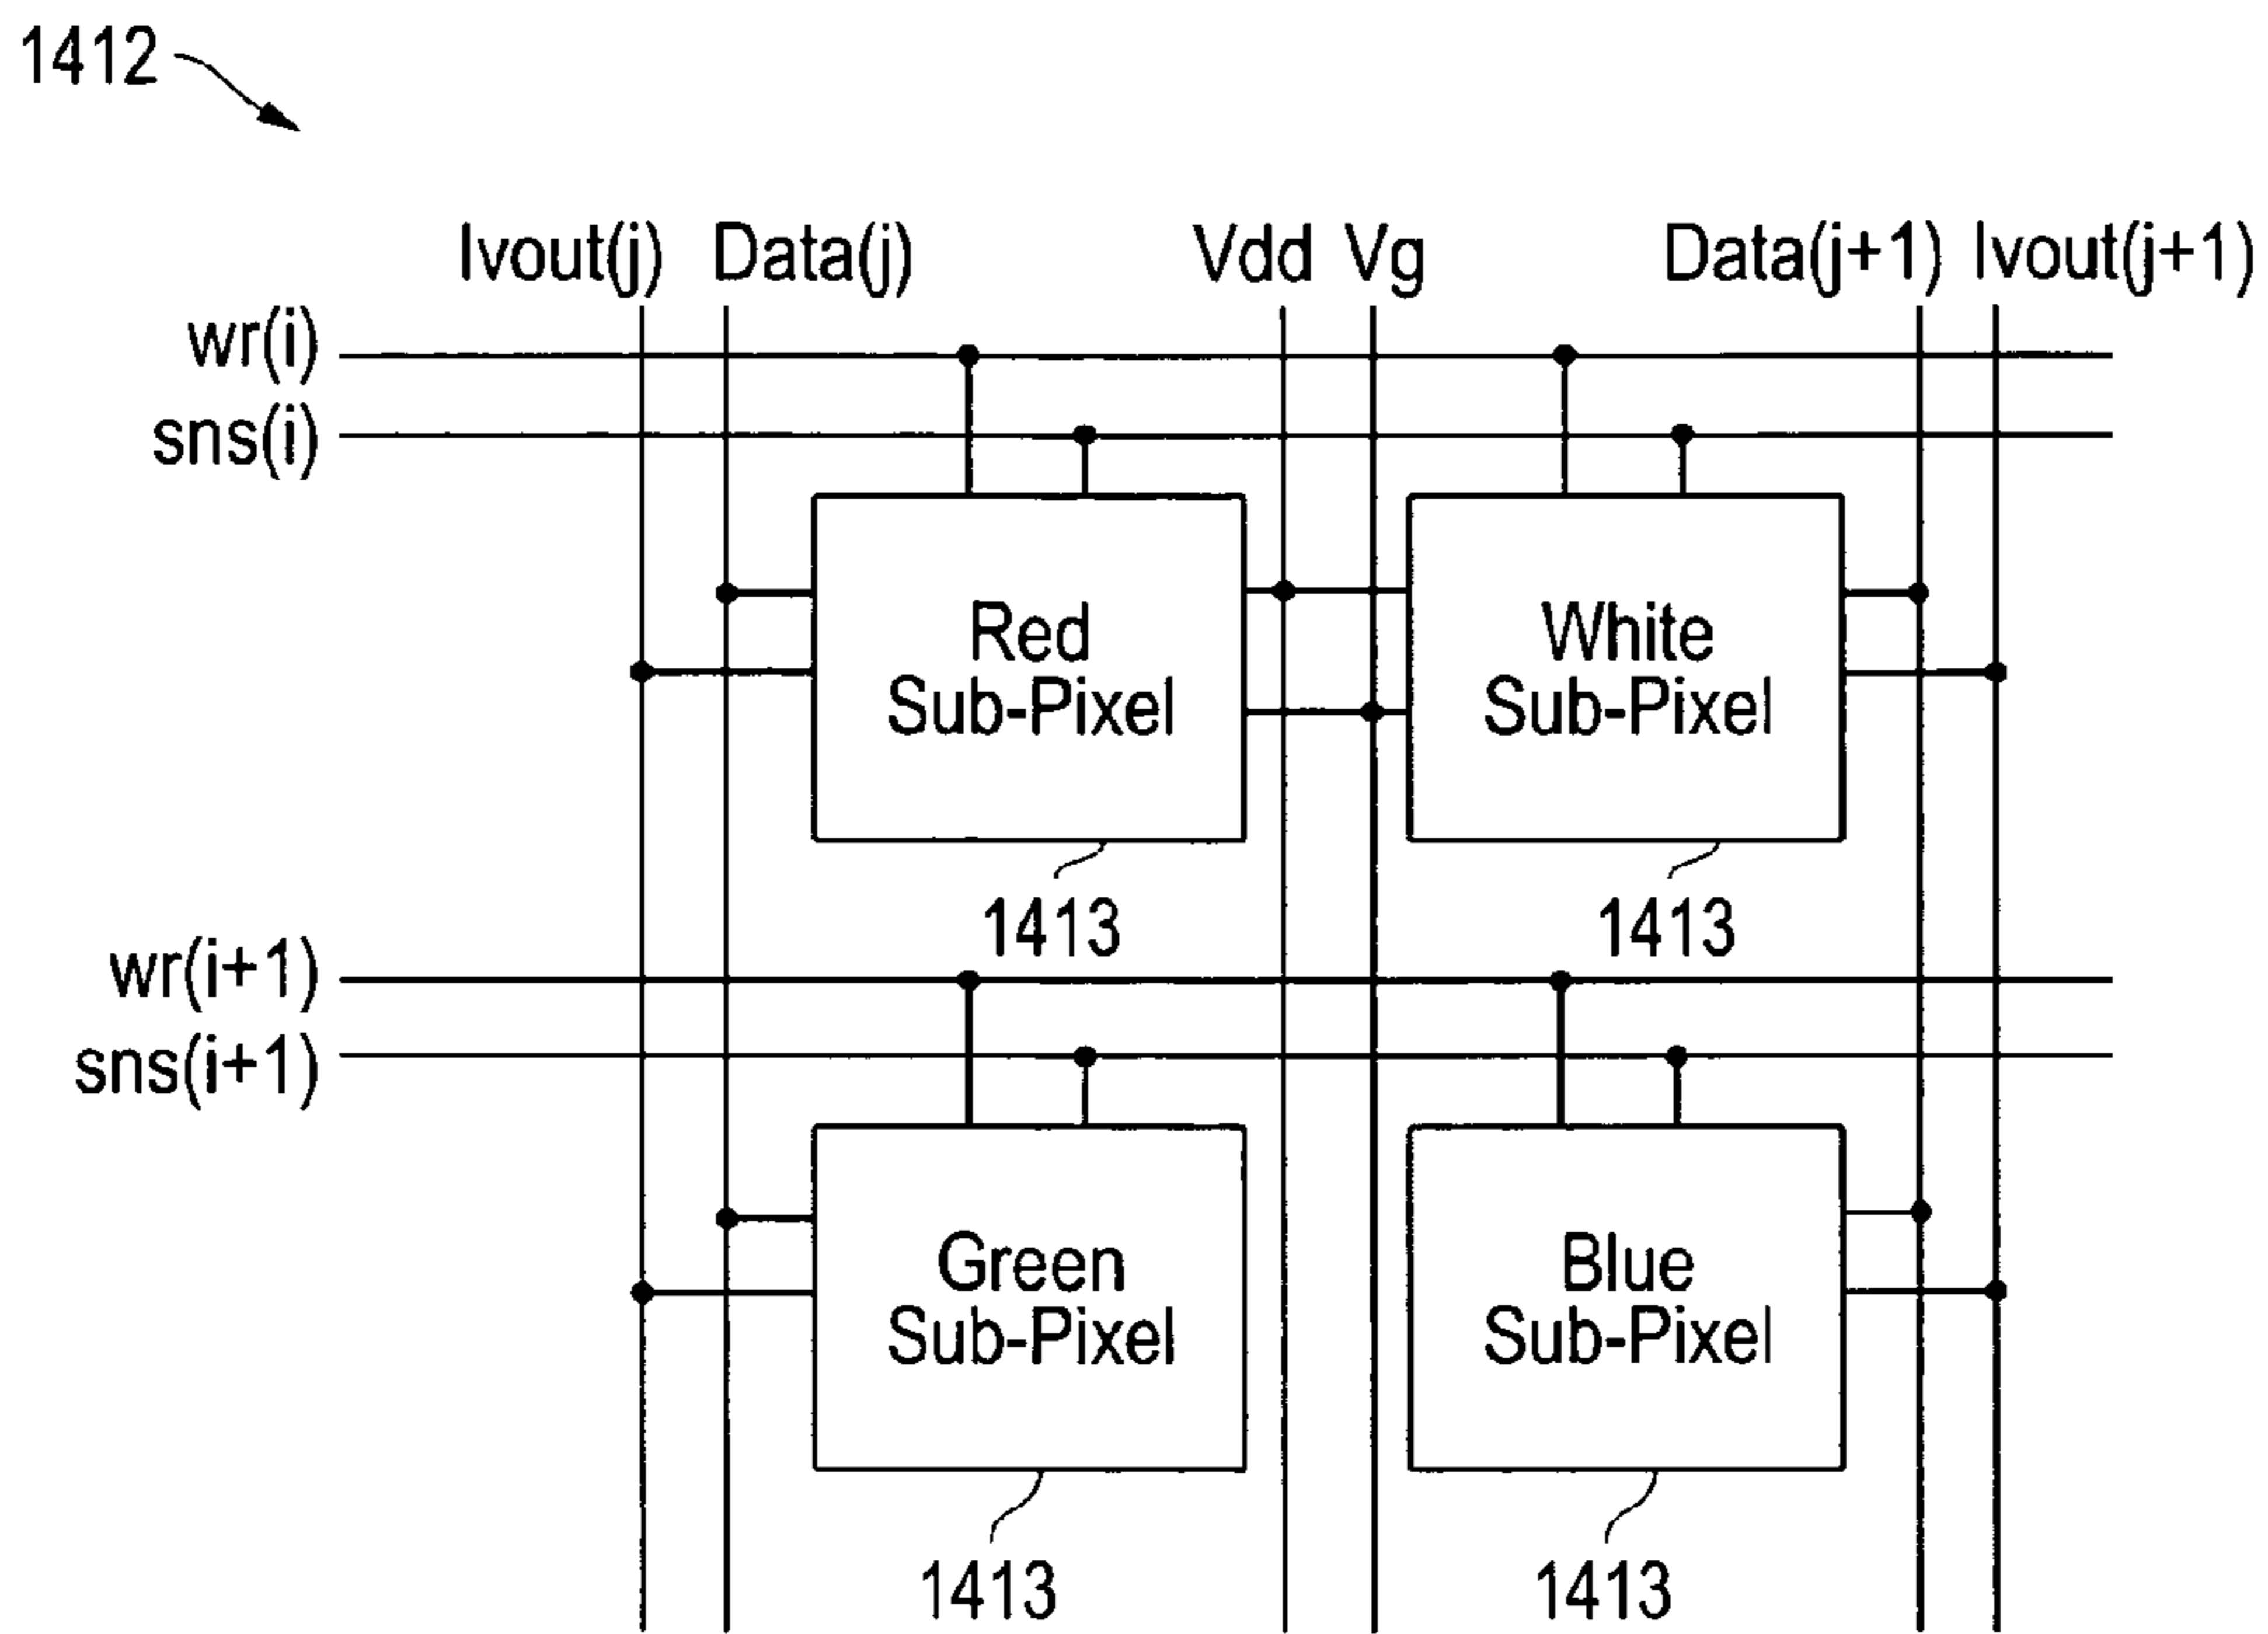 1412
Ivout(j) Data(j) Vdd Vg Data(j+1) Ivout(j+1)
wr(i)
sns(i)
Red White
Sub-Pixel Sub-Pixel
1413 1413
wr(i+1)
sns(i+1)
Green Blue
Sub-Pixel Sub-Pixel
1413 1413